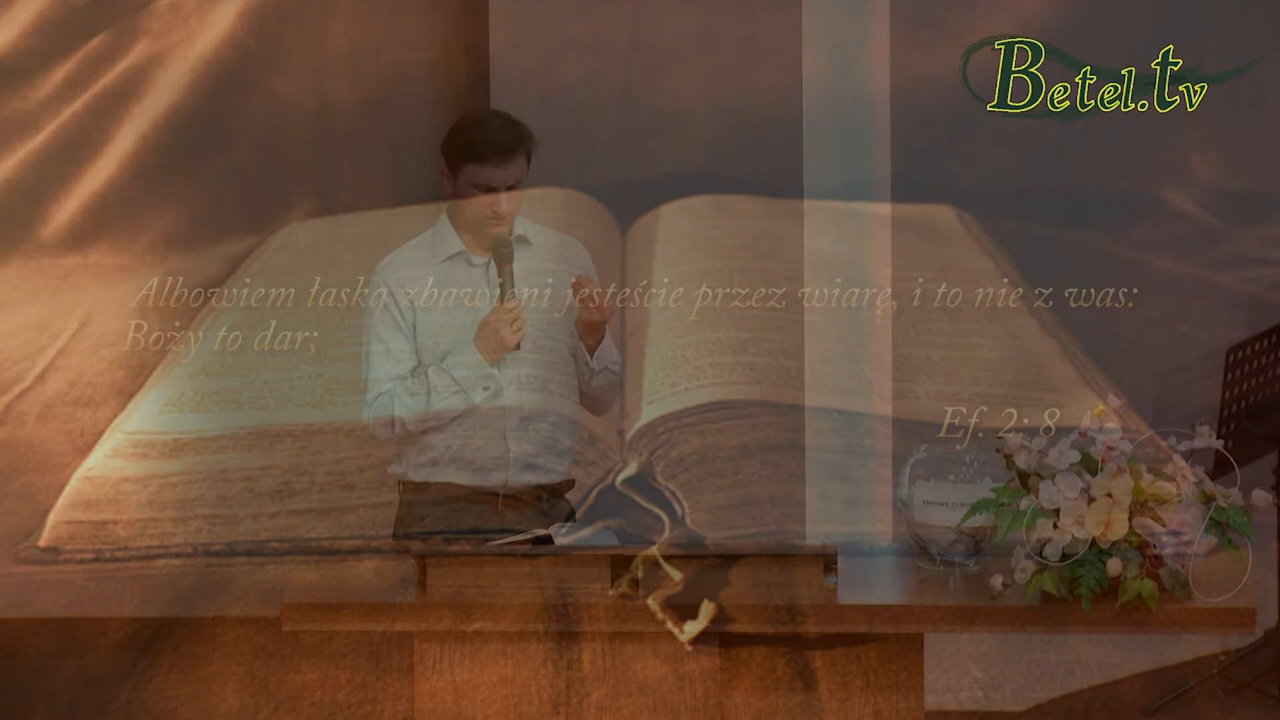 Betel.tv
Albowiem łaską zbawieni jesteście przez wiarę, i to nie z was:
Boży to dar;
Ef. 2: 8